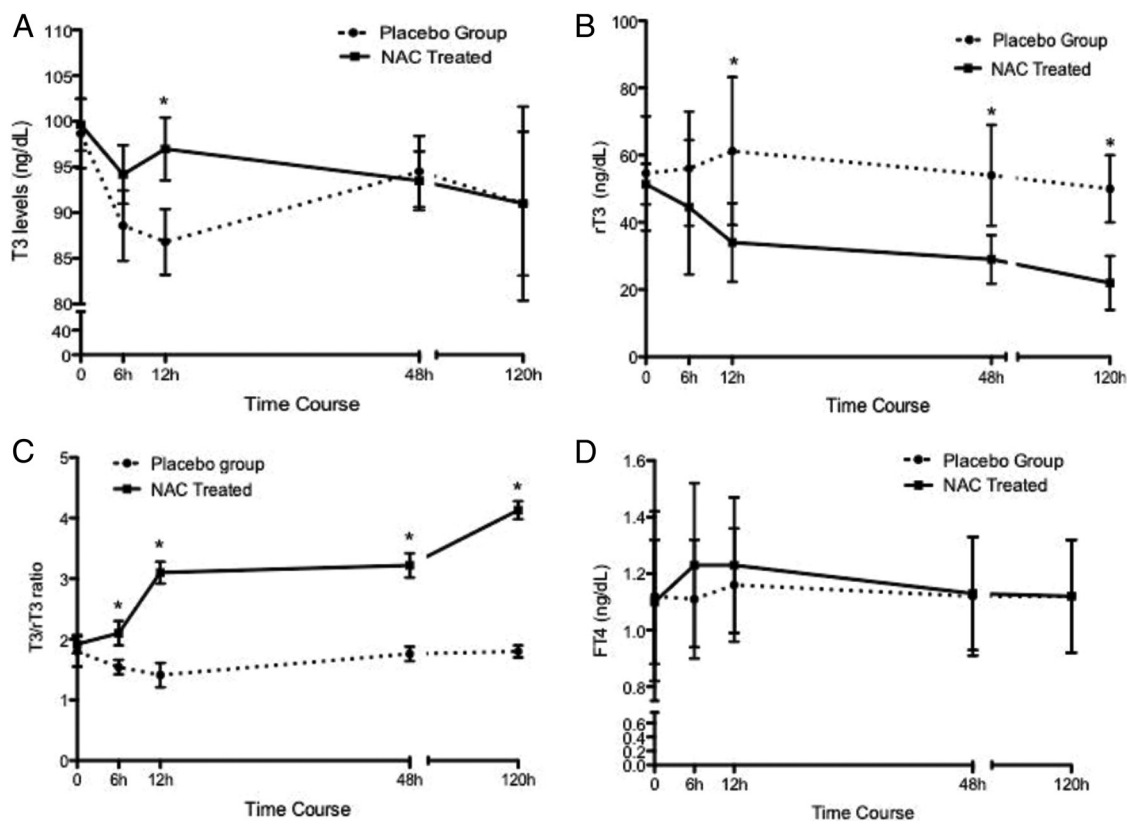 A
Placebo Group
NAC Treated
T3 levels (ng/dL)
110
105
100
95
90
85
80
40
0
*
0 6h 12h 48h 120h
Time Course
B
Placebo Group
NAC Treated
rT3 (ng/dL)
100
80
60
40
20
0
* * *
0 6h 12h 48h 120h
Time Course
C
Placebo group
NAC Treated
T3/rT3 ratio
5
4
3
2
1
0
* * * *
0 6h 12h 48h 120h
Time Course
D
Placebo Group
NAC Treated
FT4 (ng/dL)
1.6
1.4
1.2
1.0
0.8
0.6
0.4
0.2
0.0
0 6h 12h 48h 120h
Time Course